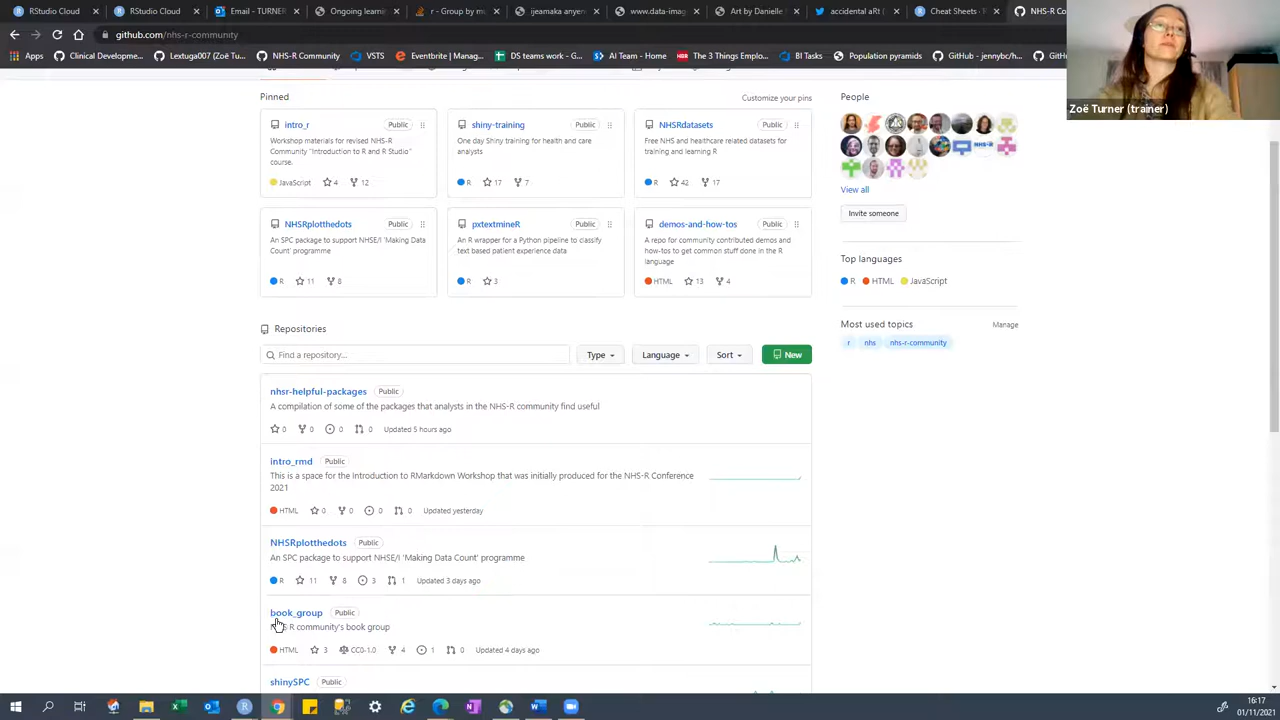 RStudio Cloud
RStudio Cloud
Email - TURNER
Ongoing learni
r - Group by mu
ijeamaka anyen
www.data-imag
Art by Danielle
accidental aRt (
Cheat Sheets - I
NHS-R Co
github.com/nhs-r-community
Apps
Clinical Develome...
Lextuga007 (Zoë Tu...
NHS-R Community
VSTS
Eventbrite | Manag...
DS teams work - G...
AI Team - Home
The 3 Things Emplo...
BI Tasks
Population pyramids
GitHub - jennybc/h...
Gith
Zoë Turner (trainer)
Pinned
Customize your pins
intro_r
Public
Workshop materials for revised NHS-R
Community "Introduction to R and R Studio"
course.
JavaScript
4
12
shiny-training
Public
One day Shiny training for health and care
analysts
R
17
7
NHSRdatasets
Public
Free NHS and healthcare related datasets for
training and learning R
R
42
17
NHSRplotthedots
Public
An SPC package to support NHSE/I 'Making Data
Count' programme
R
11
8
pxtextmineR
Public
An R wrapper for a Python pipeline to classify
text based patient experience data
R
3
demos-and-how-tos
Public
A repo for community contributed demos and
how-tos to get common stuff done in the R
language
HTML
13
4
People
NHS-R
View all
Invite someone
Top languages
R
HTML
JavaScript
Most used topics
Manage
r
nhs
nhs-r-community
Repositories
Find a repository...
Type
Language
Sort
New
nhsr-helpful-packages
Public
A compilation of some of the packages that analysts in the NHS-R community find useful
0
0
0
0
Updated 5 hours ago
intro_rmd
Public
This is a space for the Introduction to RMarkdown Workshop that was initially produced for the NHS-R Conference
2021
HTML
0
0
0
0
Updated yesterday
NHSRplotthedots
Public
An SPC package to support NHSE/I 'Making Data Count' programme
R
11
8
3
1
Updated 3 days ago
book_group
Public
S-R community's book group
HTML
3
CC0-1.0
4
1
0
Updated 4 days ago
shinySPC
Public
16:17
01/11/2021